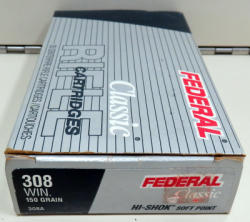 FEDERAL
Classic
RIFLE
CARTRIDGES
308
WIN.
150 GRAIN
308A
FEDERAL
Classic
HI-SHOK SOFT POINT